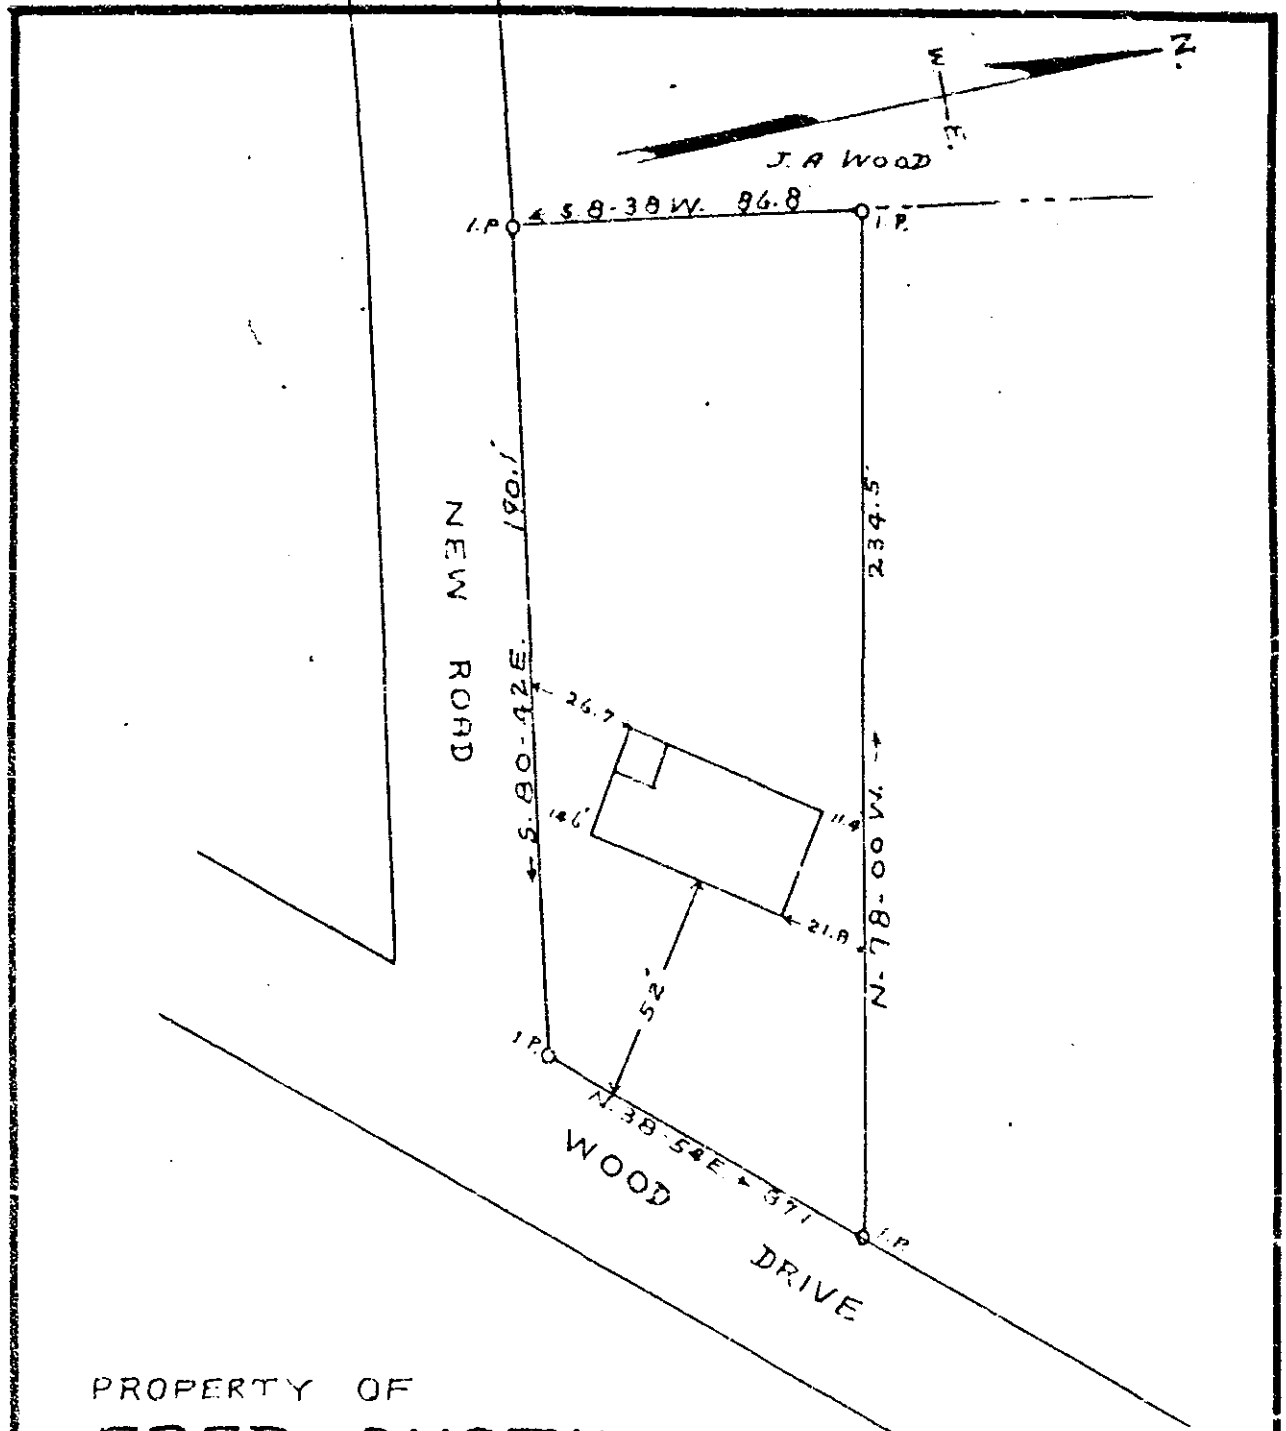 W
N.
E.
J. A WOOD
S. 8-38 W. 86.8
I.P
I.P.
190.1'
234.5'
NEW ROAD
S. 80-42 E.
26.7
11.4'
14.6'
N-78-00 W.
21.8
52'
I.P.
N. 38-54 E.
WOOD DRIVE
I.P.
PROPERTY OF